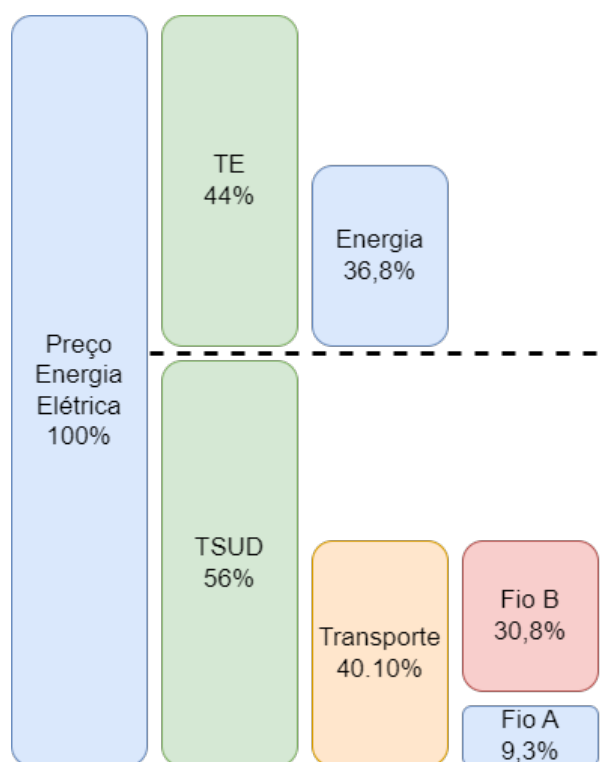 Preço
Energia
Elétrica
100%
TE
44%
Energia
36,8%
TSUD
56%
Transporte
40.10%
Fio B
30,8%
Fio A
9,3%